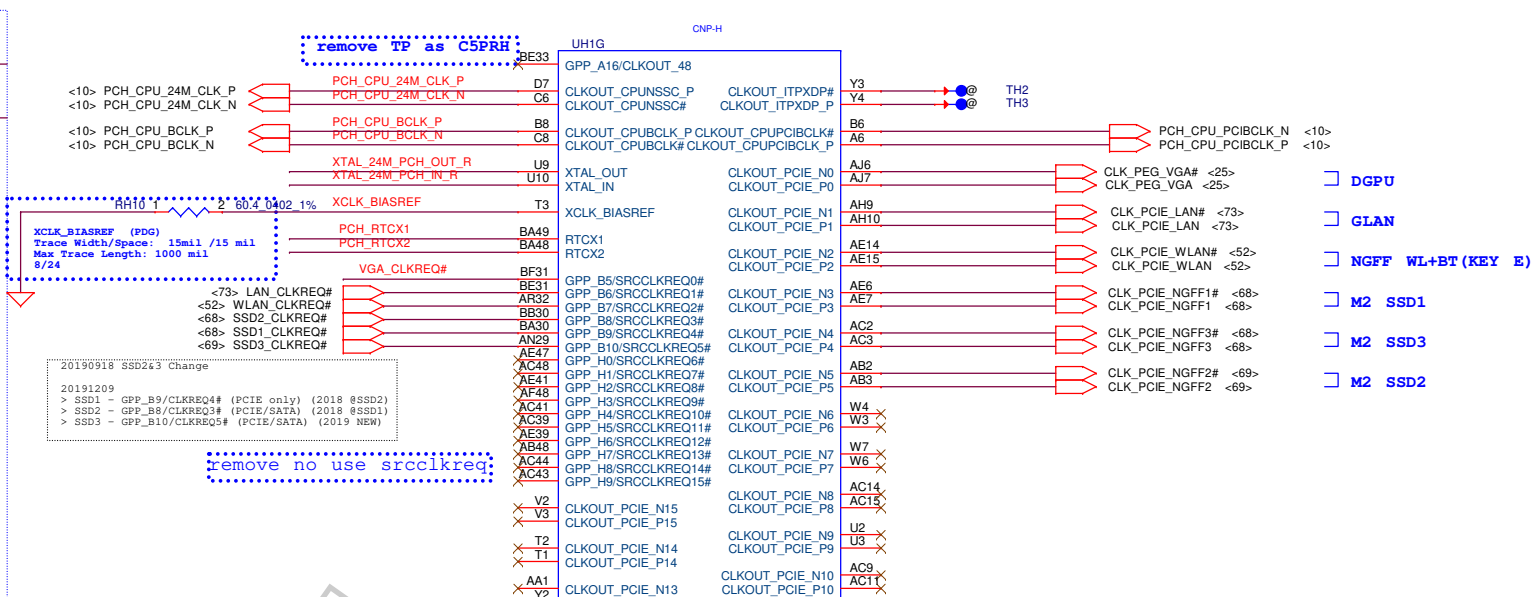 CNP-H
remove TP as C5PRH
UH1G
BE33
GPP_A16/CLKOUT_48
<10> PCH_CPU_24M_CLK_P
PCH_CPU_24M_CLK_P
D7
CLKOUT_CPUNSSC_P
CLKOUT_ITPXDP#
Y3
@
TH2
<10> PCH_CPU_24M_CLK_N
PCH_CPU_24M_CLK_N
C6
CLKOUT_CPUNSSC#
CLKOUT_ITPXDP_P
Y4
@
TH3
<10> PCH_CPU_BCLK_P
PCH_CPU_BCLK_P
B8
CLKOUT_CPUBCLK_P
CLKOUT_CPUPCIBCLK#
B6
PCH_CPU_PCIBCLK_N <10>
<10> PCH_CPU_BCLK_N
PCH_CPU_BCLK_N
C8
CLKOUT_CPUBCLK#
CLKOUT_CPUPCIBCLK_P
A6
PCH_CPU_PCIBCLK_P <10>
XTAL_24M_PCH_OUT_R
U9
XTAL_OUT
CLKOUT_PCIE_N0
AJ6
CLK_PEG_VGA# <25>
XTAL_24M_PCH_IN_R
U10
XTAL_IN
CLKOUT_PCIE_P0
AJ7
CLK_PEG_VGA <25>
DGPU
RH10 1 2 60.4_0402_1%
XCLK_BIASREF
T3
XCLK_BIASREF
CLKOUT_PCIE_N1
AH9
CLK_PCIE_LAN# <73>
CLKOUT_PCIE_P1
AH10
CLK_PCIE_LAN <73>
GLAN
XCLK_BIASREF (PDG)
Trace Width/Space: 15mil /15 mil
Max Trace Length: 1000 mil
8/24
PCH_RTCX1
BA49
RTCX1
PCH_RTCX2
BA48
RTCX2
CLKOUT_PCIE_N2
AE14
CLK_PCIE_WLAN# <52>
CLKOUT_PCIE_P2
AE15
CLK_PCIE_WLAN <52>
NGFF WL+BT(KEY E)
VGA_CLKREQ#
BF31
GPP_B5/SRCCLKREQ0#
<73> LAN_CLKREQ#
BE31
GPP_B6/SRCCLKREQ1#
CLKOUT_PCIE_N3
AE6
CLK_PCIE_NGFF1# <68>
<52> WLAN_CLKREQ#
AR32
GPP_B7/SRCCLKREQ2#
CLKOUT_PCIE_P3
AE7
CLK_PCIE_NGFF1 <68>
M2 SSD1
<68> SSD2_CLKREQ#
BB30
GPP_B8/SRCCLKREQ3#
<68> SSD1_CLKREQ#
BA30
GPP_B9/SRCCLKREQ4#
CLKOUT_PCIE_N4
AC2
CLK_PCIE_NGFF3# <68>
<69> SSD3_CLKREQ#
AN29
GPP_B10/SRCCLKREQ5#
CLKOUT_PCIE_P4
AC3
CLK_PCIE_NGFF3 <68>
M2 SSD3
AE47
GPP_H0/SRCCLKREQ6#
AC48
GPP_H1/SRCCLKREQ7#
CLKOUT_PCIE_N5
AB2
CLK_PCIE_NGFF2# <69>
AE41
GPP_H2/SRCCLKREQ8#
CLKOUT_PCIE_P5
AB3
CLK_PCIE_NGFF2 <69>
M2 SSD2
20190918 SSD2&3 Change
20191209
> SSD1 - GPP_B9/CLKREQ4# (PCIE only) (2018 @SSD2)
> SSD2 - GPP_B8/CLKREQ3# (PCIE/SATA) (2018 @SSD1)
> SSD3 - GPP_B10/CLKREQ5# (PCIE/SATA) (2019 NEW)
AF48
GPP_H3/SRCCLKREQ9#
AC41
GPP_H4/SRCCLKREQ10#
CLKOUT_PCIE_N6
W4
AC39
GPP_H5/SRCCLKREQ11#
CLKOUT_PCIE_P6
W3
AE39
GPP_H6/SRCCLKREQ12#
AB48
GPP_H7/SRCCLKREQ13#
CLKOUT_PCIE_N7
W7
remove no use srcclkreq
AC44
GPP_H8/SRCCLKREQ14#
CLKOUT_PCIE_P7
W6
AC43
GPP_H9/SRCCLKREQ15#
CLKOUT_PCIE_N8
AC14
V2
CLKOUT_PCIE_N15
CLKOUT_PCIE_P8
AC15
V3
CLKOUT_PCIE_P15
CLKOUT_PCIE_N9
U2
T2
CLKOUT_PCIE_N14
CLKOUT_PCIE_P9
U3
T1
CLKOUT_PCIE_P14
CLKOUT_PCIE_N10
AC9
AA1
CLKOUT_PCIE_N13
CLKOUT_PCIE_P10
AC11
Y2